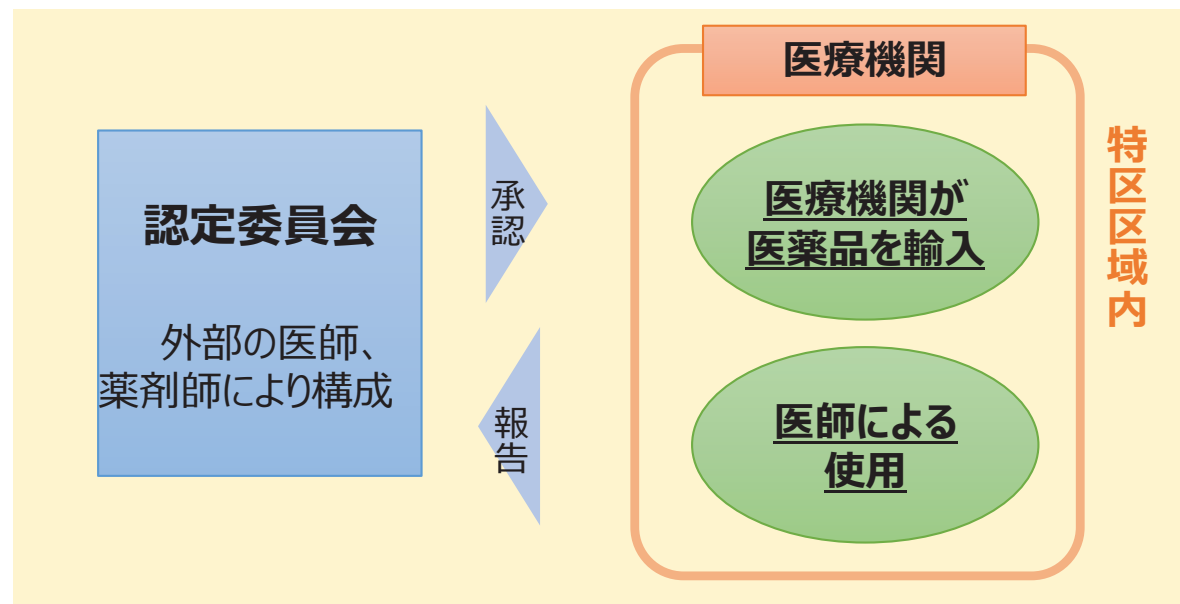 認定委員会
外部の医師、
薬剤師により構成
承認
報告
医療機関
医療機関が
医薬品を輸入
医師による
使用
特区区域内